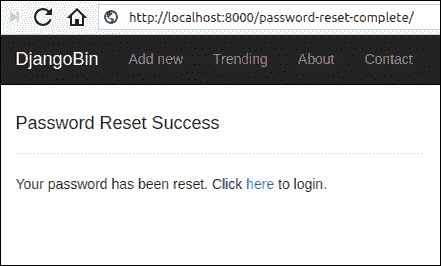 http://localhost:8000/password-reset-complete/
DjangoBin Add new Trending About Contact
Password Reset Success
Your password has been reset. Click here to login.